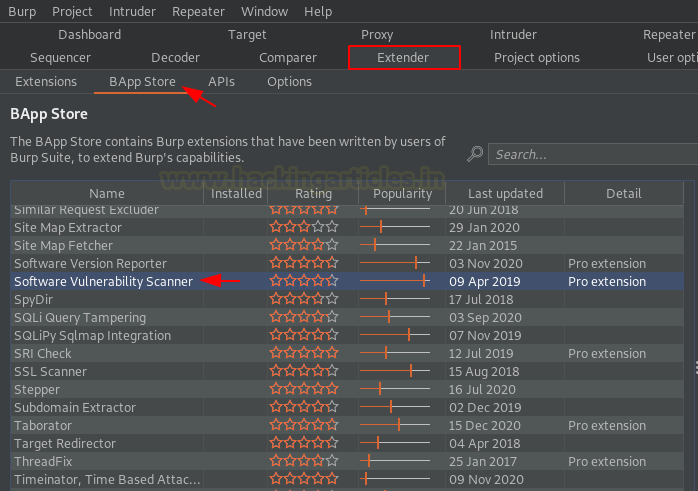 Burp Project Intruder Repeater Window Help
Dashboard Target Proxy Intruder Repeater
Sequencer Decoder Comparer Extender Project options User opti
Extensions BApp Store APIs Options
BApp Store
The BApp Store contains Burp extensions that have been written by users of
Burp Suite, to extend Burp's capabilities.
Search...
www.hackingarticles.in
Name Installed Rating Popularity Last updated Detail
Similar Request Excluder 20 Jun 2018
Site Map Extractor 29 Jan 2020
Site Map Fetcher 22 Jan 2015
Software Version Reporter 03 Nov 2020 Pro extension
Software Vulnerability Scanner 09 Apr 2019 Pro extension
SpyDir 17 Jul 2018
SQLi Query Tampering 03 Sep 2020
SQLiPy Sqlmap Integration 07 Nov 2019
SRI Check 12 Jul 2019 Pro extension
SSL Scanner 15 Aug 2018
Stepper 16 Jul 2020
Subdomain Extractor 02 Dec 2019
Taborator 15 Dec 2020 Pro extension
Target Redirector 04 Apr 2018
ThreadFix 25 Jan 2017 Pro extension
Timeinator, Time Based Attac... 09 Nov 2020